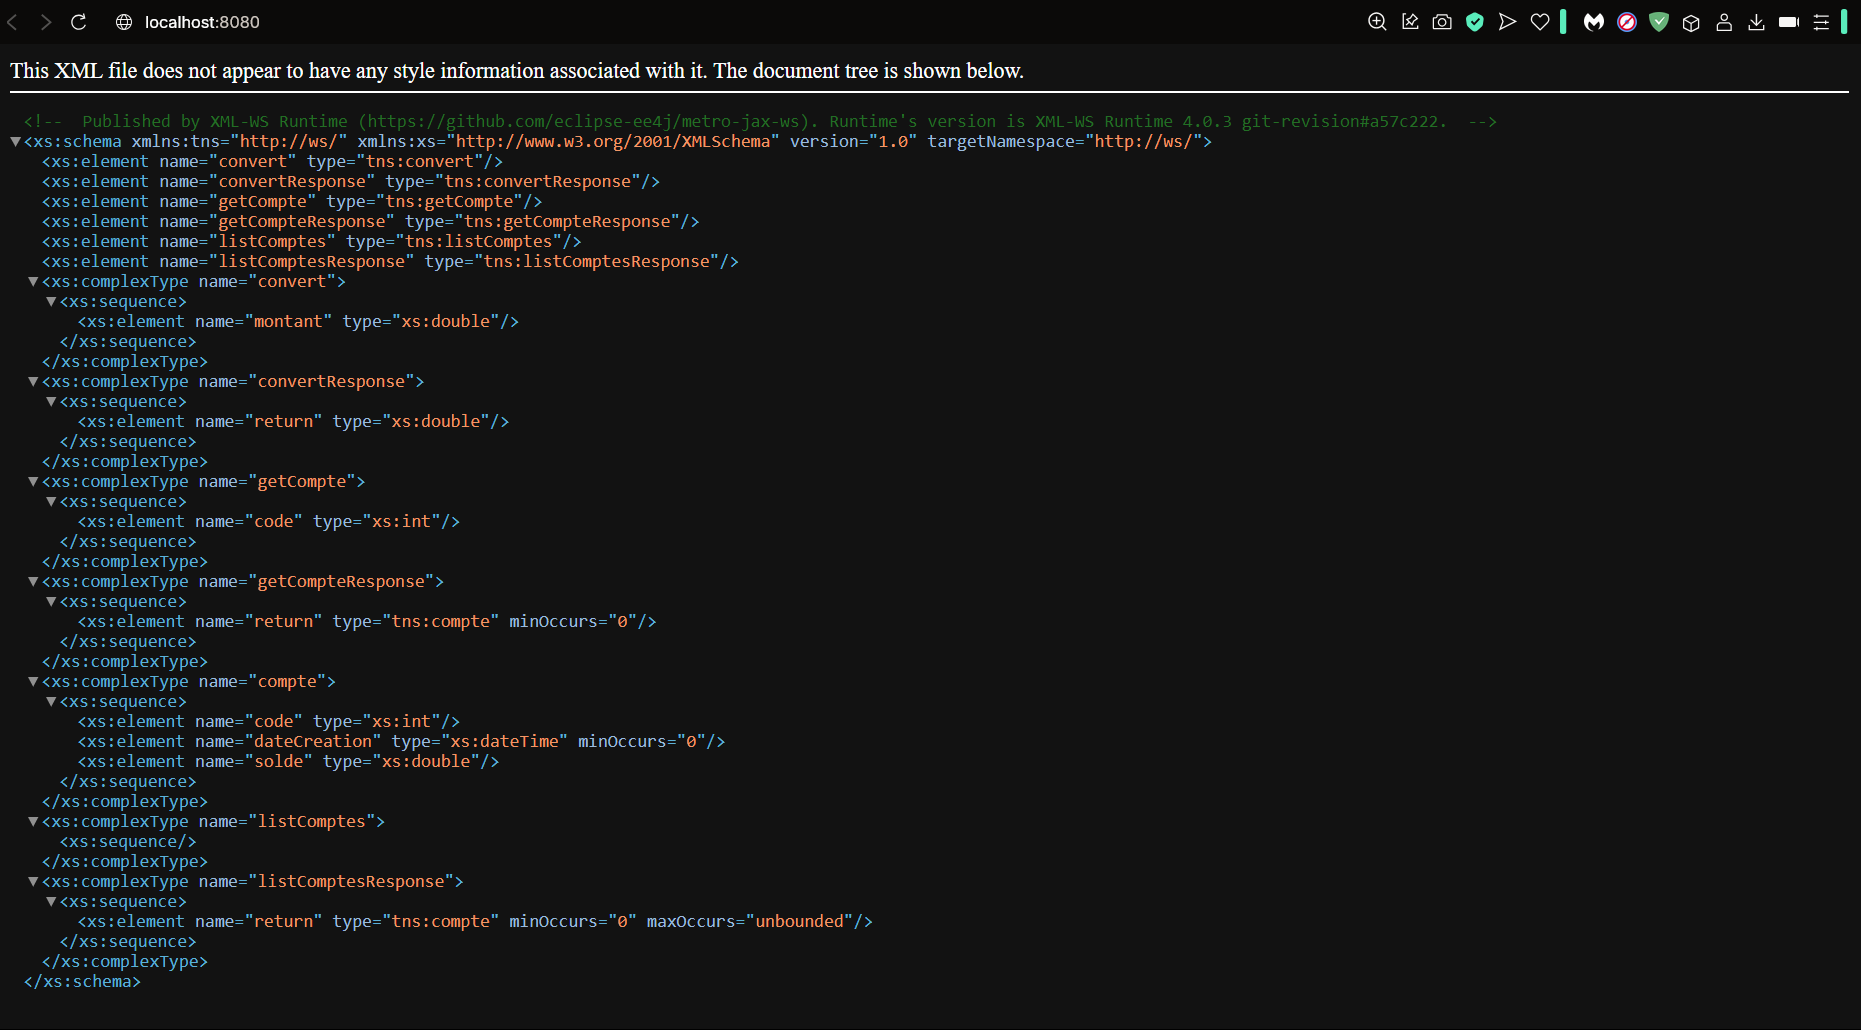 localhost:8080
This XML file does not appear to have any style information associated with it. The document tree is shown below.
<!--  Published by XML-WS Runtime (https://github.com/eclipse-ee4j/metro-jax-ws). Runtime's version is XML-WS Runtime 4.0.3 git-revision#a57c222.  -->
▼<xs:schema xmlns:tns="http://ws/" xmlns:xs="http://www.w3.org/2001/XMLSchema" version="1.0" targetNamespace="http://ws/">
<xs:element name="convert" type="tns:convert"/>
<xs:element name="convertResponse" type="tns:convertResponse"/>
<xs:element name="getCompte" type="tns:getCompte"/>
<xs:element name="getCompteResponse" type="tns:getCompteResponse"/>
<xs:element name="listComptes" type="tns:listComptes"/>
<xs:element name="listComptesResponse" type="tns:listComptesResponse"/>
▼<xs:complexType name="convert">
▼<xs:sequence>
<xs:element name="montant" type="xs:double"/>
</xs:sequence>
</xs:complexType>
▼<xs:complexType name="convertResponse">
▼<xs:sequence>
<xs:element name="return" type="xs:double"/>
</xs:sequence>
</xs:complexType>
▼<xs:complexType name="getCompte">
▼<xs:sequence>
<xs:element name="code" type="xs:int"/>
</xs:sequence>
</xs:complexType>
▼<xs:complexType name="getCompteResponse">
▼<xs:sequence>
<xs:element name="return" type="tns:compte" minOccurs="0"/>
</xs:sequence>
</xs:complexType>
▼<xs:complexType name="compte">
▼<xs:sequence>
<xs:element name="code" type="xs:int"/>
<xs:element name="dateCreation" type="xs:dateTime" minOccurs="0"/>
<xs:element name="solde" type="xs:double"/>
</xs:sequence>
</xs:complexType>
▼<xs:complexType name="listComptes">
<xs:sequence/>
</xs:complexType>
▼<xs:complexType name="listComptesResponse">
▼<xs:sequence>
<xs:element name="return" type="tns:compte" minOccurs="0" maxOccurs="unbounded"/>
</xs:sequence>
</xs:complexType>
</xs:schema>